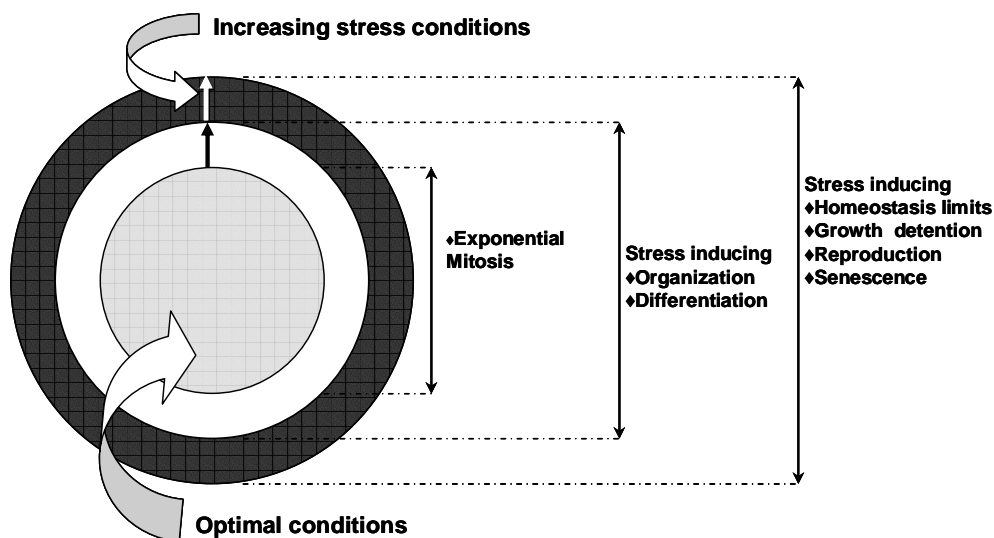 Increasing stress conditions
♦Exponential
Mitosis
Stress inducing
♦Organization
♦Differentiation
Stress inducing
♦Homeostasis limits
♦Growth detention
♦Reproduction
♦Senescence
Optimal conditions